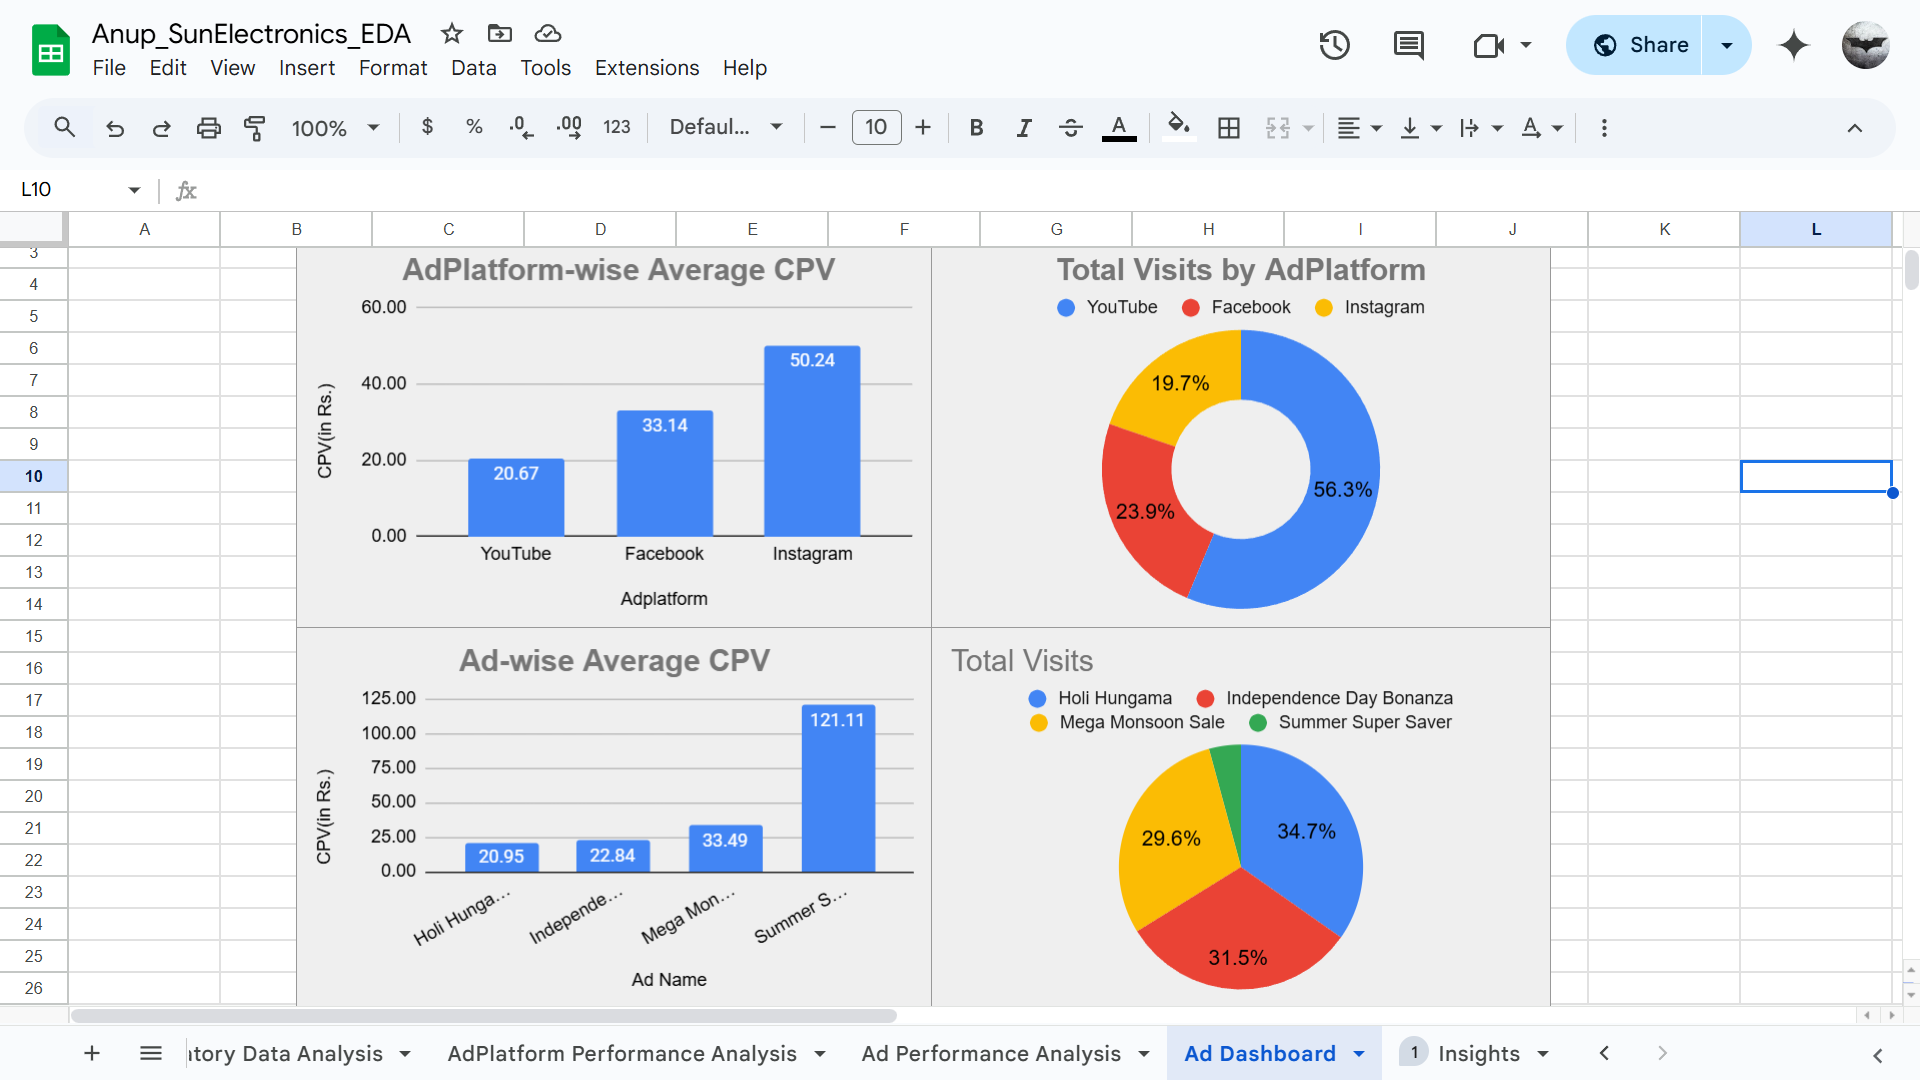 Anup_SunElectronics_EDA
File Edit View Insert Format Data Tools Extensions Help
Share
100% $ % .0 .00 123 Defaul... 10 B I A
L10 fx
A B C D E F G H I J K L
3
4
5
6
7
8
9
10
11
12
13
14
15
16
17
18
19
20
21
22
23
24
25
26
AdPlatform-wise Average CPV
60.00
40.00
20.00
0.00
CPV(in Rs.)
20.67
33.14
50.24
YouTube Facebook Instagram
Adplatform
Total Visits by AdPlatform
YouTube Facebook Instagram
19.7%
56.3%
23.9%
Ad-wise Average CPV
125.00
100.00
75.00
50.00
25.00
0.00
CPV(in Rs.)
20.95
22.84
33.49
121.11
Holi Hunga...
Independe...
Mega Mon...
Summer S...
Ad Name
Total Visits
Holi Hungama Independence Day Bonanza
Mega Monsoon Sale Summer Super Saver
34.7%
29.6%
31.5%
atory Data Analysis AdPlatform Performance Analysis Ad Performance Analysis Ad Dashboard 1 Insights